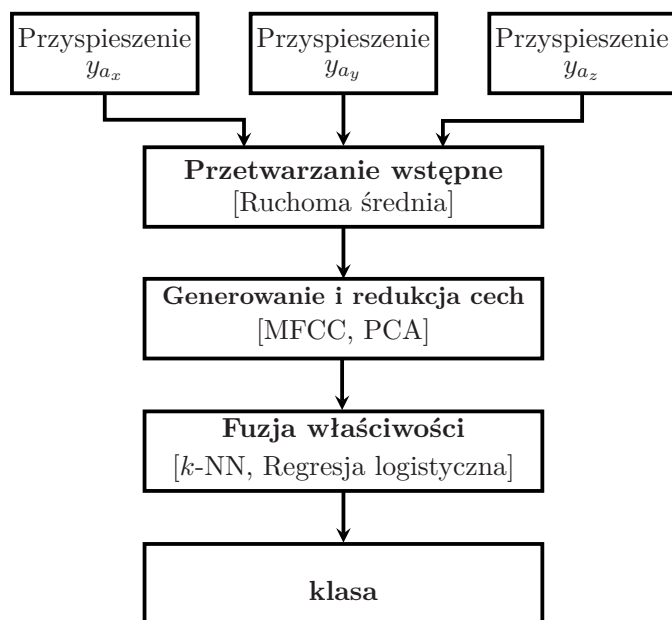 Przyspieszenie
y_{a_x}
Przyspieszenie
y_{a_y}
Przyspieszenie
y_{a_z}
Przetwarzanie wstępne
[Ruchoma średnia]
Generowanie i redukcja cech
[MFCC, PCA]
Fuzja właściwości
[k-NN, Regresja logistyczna]
klasa